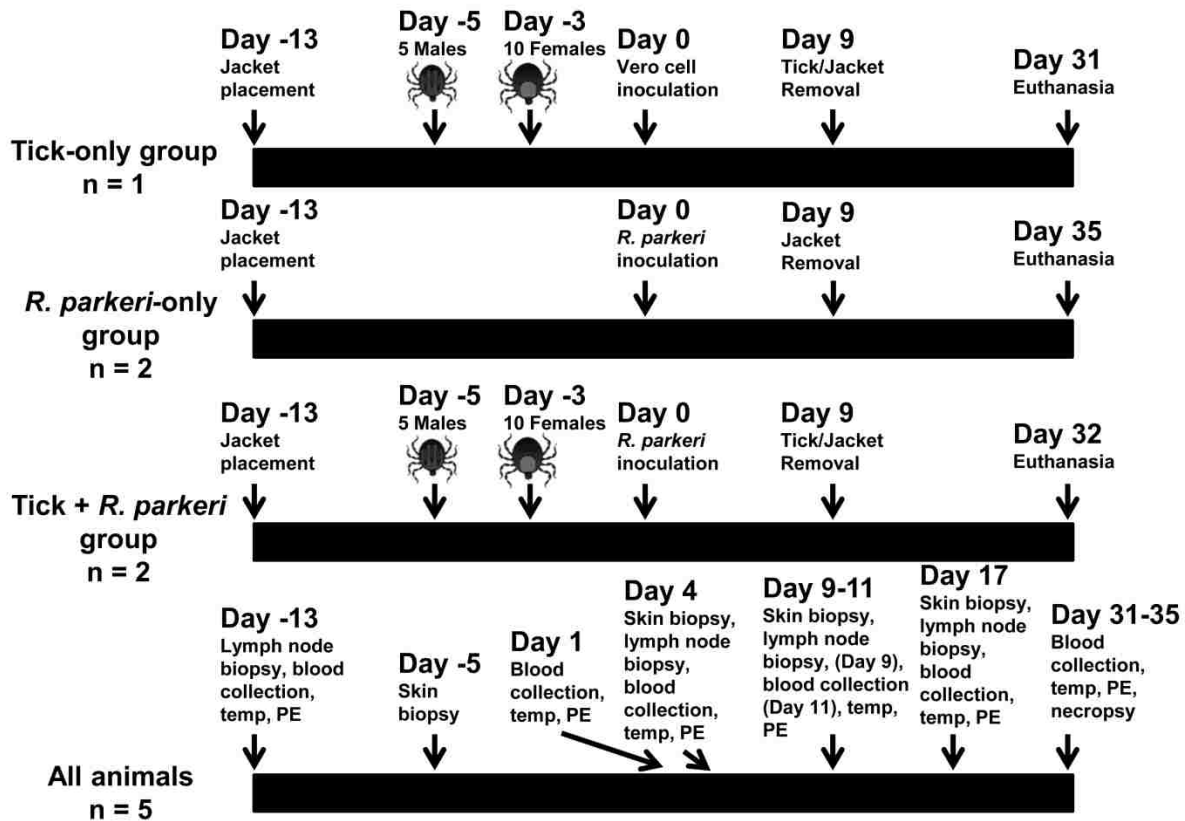 Day -13
Jacket
placement
Day -5
5 Males
Day -3
10 Females
Day 0
Vero cell
inoculation
Day 9
Tick/Jacket
Removal
Day 31
Euthanasia
Tick-only group
n = 1
Day -13
Jacket
placement
Day 0
R. parkeri
inoculation
Day 9
Jacket
Removal
Day 35
Euthanasia
R. parkeri-only
group
n = 2
Day -13
Jacket
placement
Day -5
5 Males
Day -3
10 Females
Day 0
R. parkeri
inoculation
Day 9
Tick/Jacket
Removal
Day 32
Euthanasia
Tick + R. parkeri
group
n = 2
Day -13
Lymph node
biopsy, blood
collection,
temp, PE
Day -5
Skin
biopsy
Day 1
Blood
collection,
temp, PE
Day 4
Skin biopsy,
lymph node
biopsy,
blood
collection,
temp, PE
Day 9-11
Skin biopsy,
lymph node
biopsy, (Day 9),
blood collection
(Day 11), temp,
PE
Day 17
Skin biopsy,
lymph node
biopsy,
blood
collection,
temp, PE
Day 31-35
Blood
collection,
temp, PE,
necropsy
All animals
n = 5